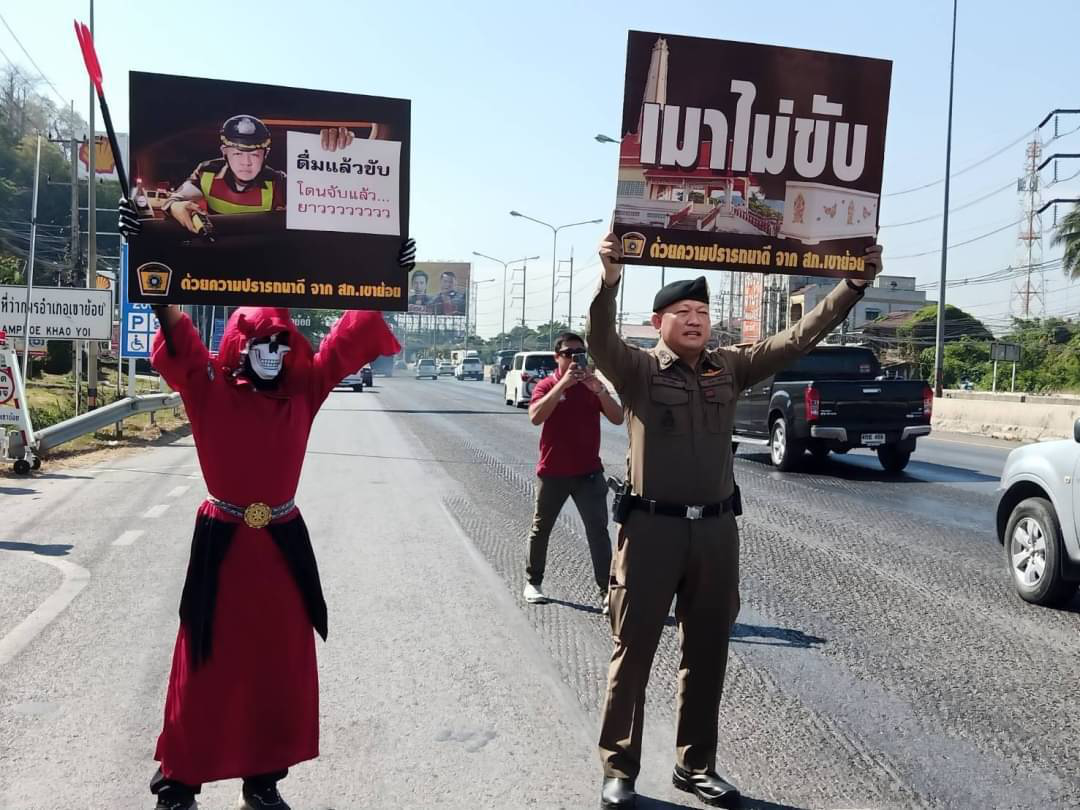 ดื่มแล้วขับ
โดนจับแล้ว...
ยาวววววววว
ด้วยความปรารถนาดี จาก สภ.เขาย้อย
เมาไม่ขับ
ด้วยความปรารถนาดี จาก สภ.เขาย้อย
ที่ว่าการอำเภอเขาย้อย
KHAO YOI
P